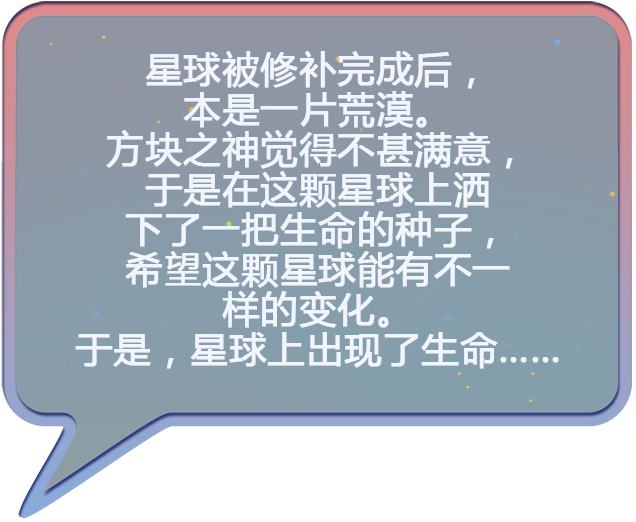 星球被修补完成后，
本是一片荒漠。
方块之神觉得不甚满意，
于是在这颗星球上洒
下了一把生命的种子，
希望这颗星球能有不一
样的变化。
于是，星球上出现了生命……